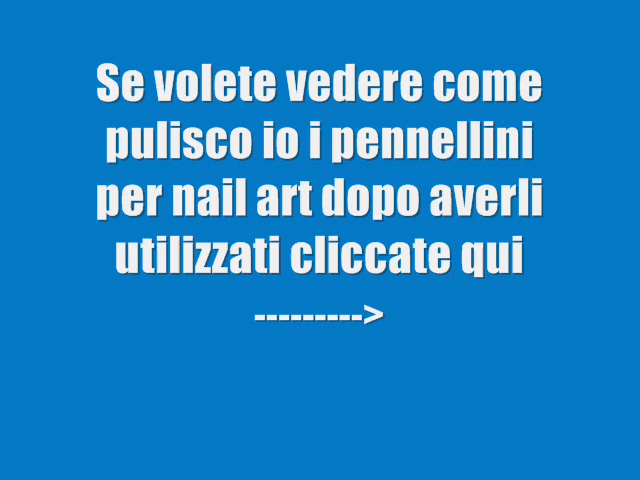 Se volete vedere come
pulisco io i pennellini
per nail art dopo averli
utilizzati cliccate qui
--------->